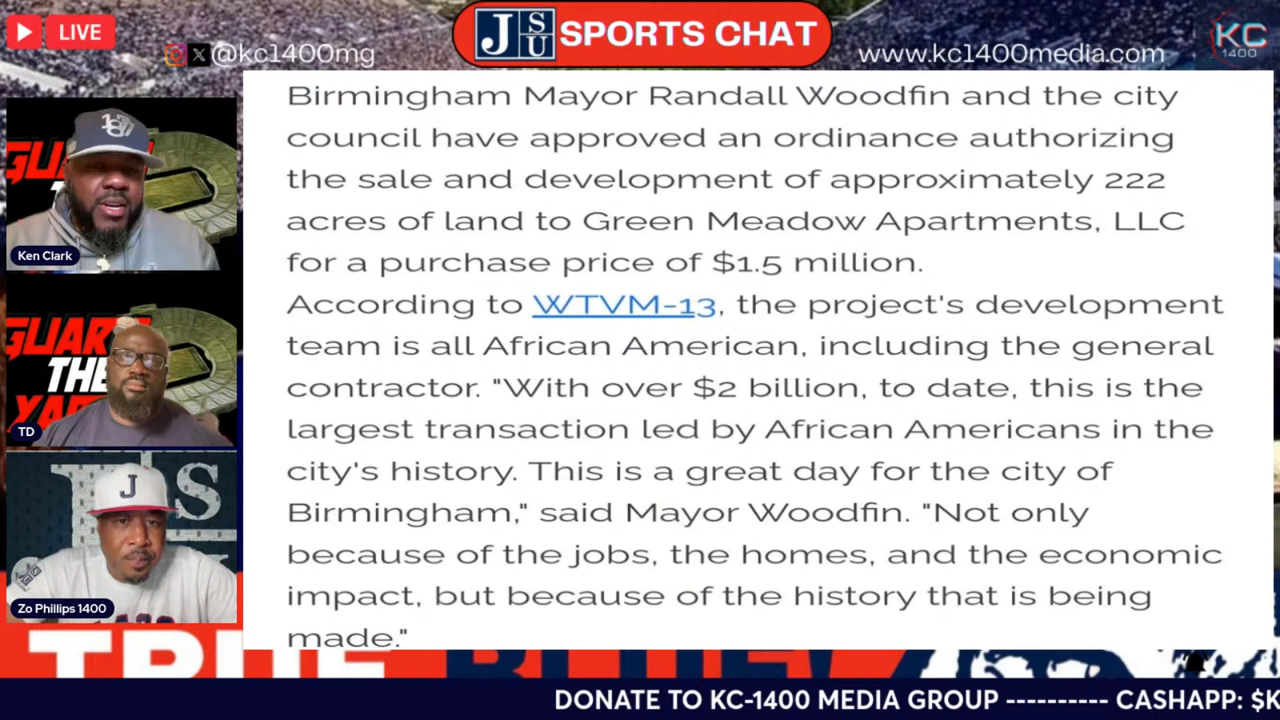 LIVE
@kc1400mg
JSU SPORTS CHAT
www.kc1400media.com
KC
1400
Birmingham Mayor Randall Woodfin and the city
council have approved an ordinance authorizing
the sale and development of approximately 222
acres of land to Green Meadow Apartments, LLC
for a purchase price of $1.5 million.
According to WTVM-13, the project's development
team is all African American, including the general
contractor. "With over $2 billion, to date, this is the
largest transaction led by African Americans in the
city's history. This is a great day for the city of
Birmingham," said Mayor Woodfin. "Not only
because of the jobs, the homes, and the economic
impact, but because of the history that is being
made."
Ken Clark
GUARD
THE
YARD
TD
J
S
Zo Phillips 1400
TRUE BLUE
DONATE TO KC-1400 MEDIA GROUP ---------- CASHAPP: $K